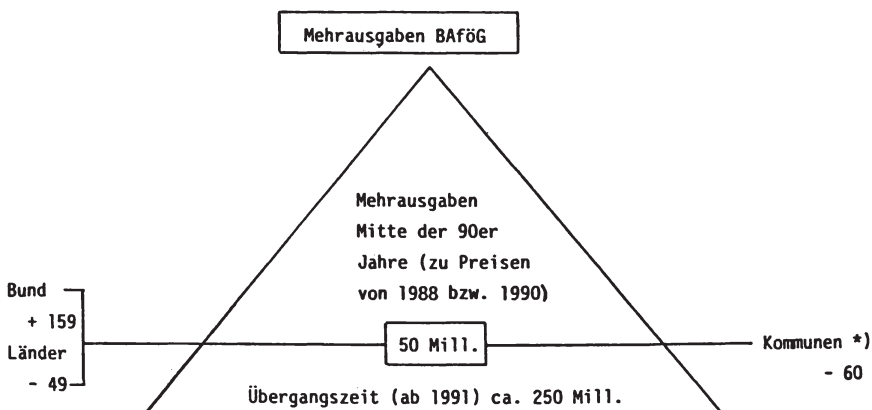 Mehrausgaben BAföG
Mehrausgaben
Mitte der 90er
Jahre (zu Preisen
von 1988 bzw. 1990)
Bund
+ 159
Länder
- 49
50 Mill.
Kommunen *)
- 60
Übergangszeit (ab 1991) ca. 250 Mill.